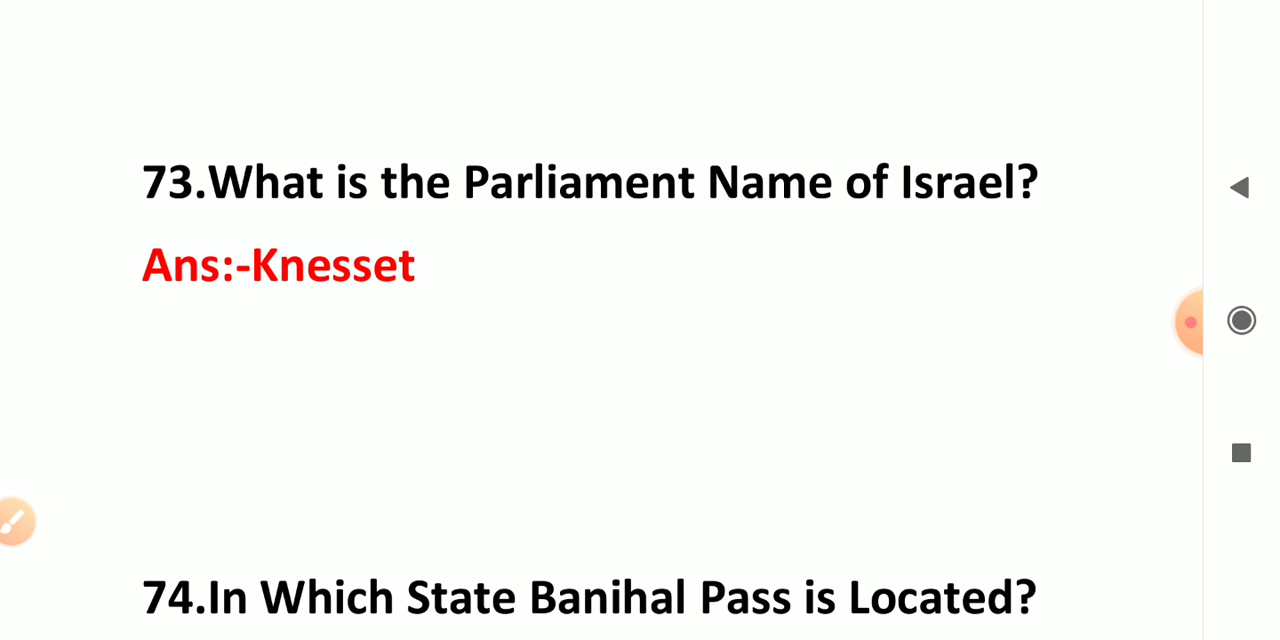 73.What is the Parliament Name of Israel?
Ans:-Knesset
74.In Which State Banihal Pass is Located?